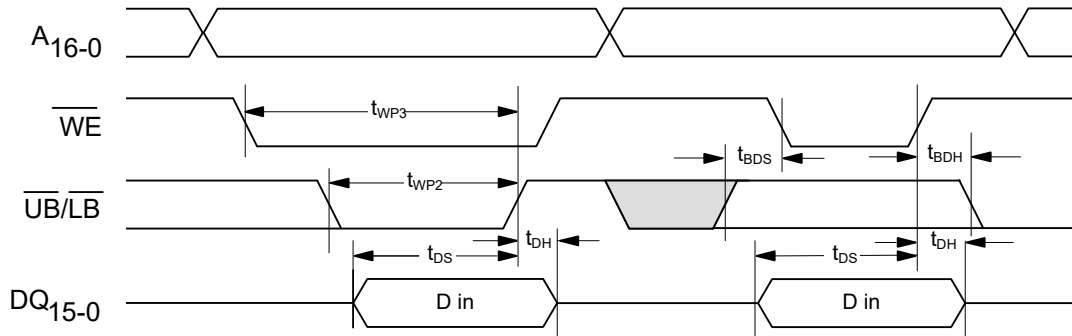 A16-0
WE
tWP3
tBDS
tBDH
UB/LB
tWP2
tDH
tDH
tDS
tDS
DQ15-0
D in
D in